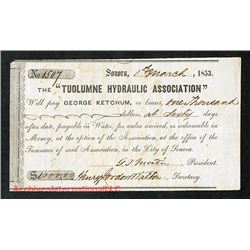 No. 1507 Sonora, 1st March, 1853.
THE "TUOLUMNE HYDRAULIC ASSOCIATION"
Will pay GEORGE KETCHUM, or bearer, One Thousand
dollars, at Sixty days
after date, payable in Water, for value received, or redeemable in
Money, at the option of the Association, at the office of the
Treasurer of said Association, in the City of Sonora.
President.
$1000.00 Secretary.